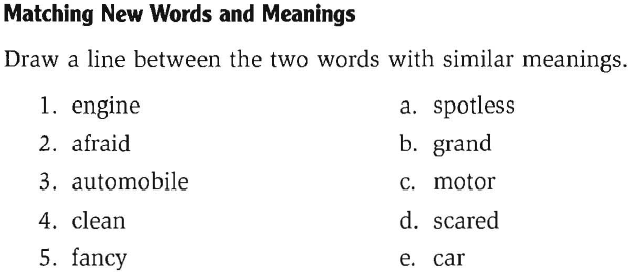 Matching New Words and Meanings
Draw a line between the two words with similar meanings.
1. engine a. spotless
2. afraid b. grand
3. automobile c. motor
4. clean d. scared
5. fancy e. car